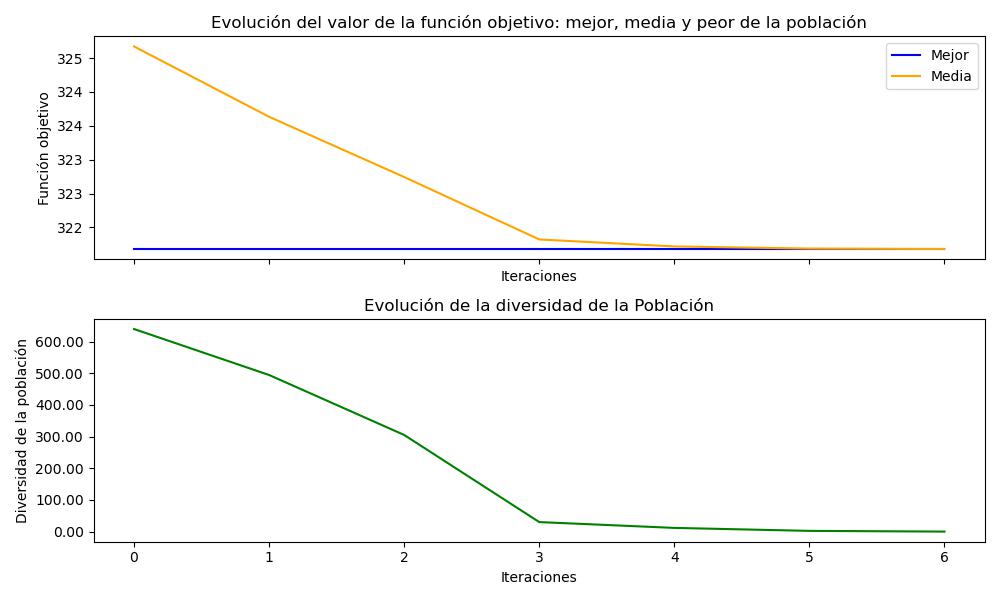 Evolución del valor de la función objetivo: mejor, media y peor de la población
Función objetivo
325
324
324
323
323
322
Mejor
Media
Iteraciones
Evolución de la diversidad de la Población
Diversidad de la población
600.00
500.00
400.00
300.00
200.00
100.00
0.00
0 1 2 3 4 5 6
Iteraciones